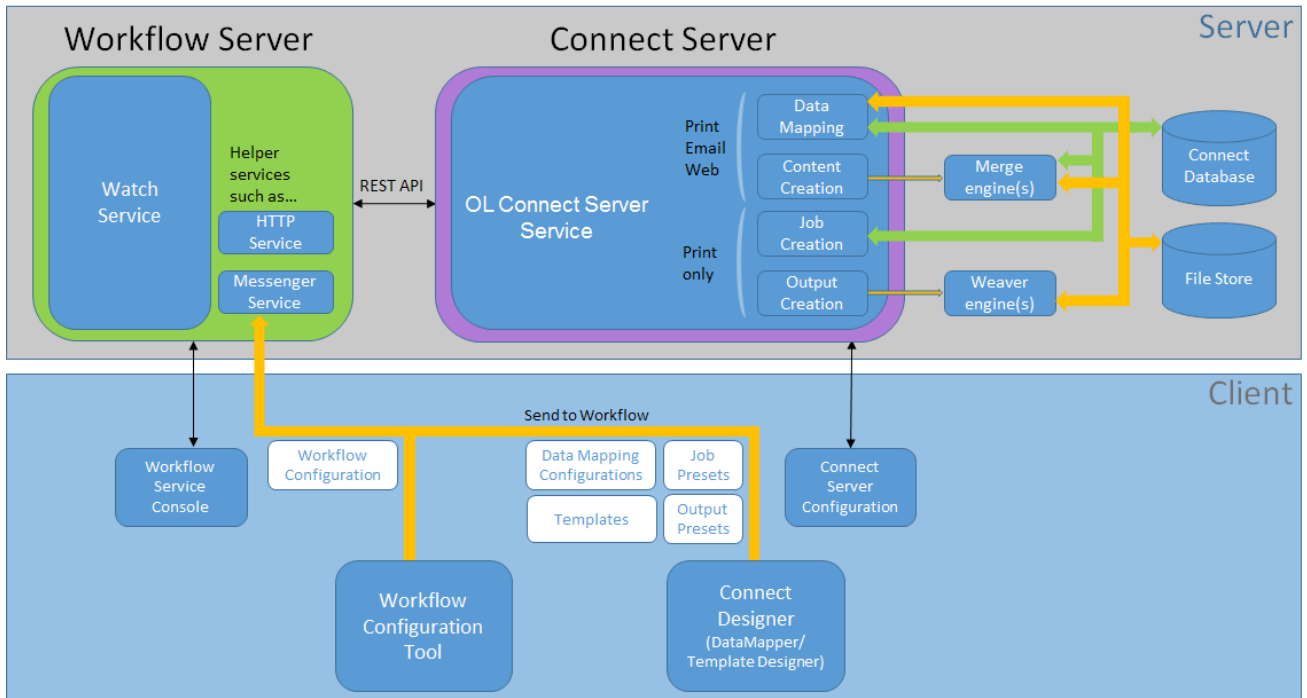 Server
Workflow Server
Connect Server
Watch
Service
Helper
services
such as...
HTTP
Service
Messenger
Service
REST API
OL Connect Server
Service
Print
Email
Web
Print
only
Data
Mapping
Content
Creation
Job
Creation
Output
Creation
Merge
engine(s)
Weaver
engine(s)
Connect
Database
File Store
Client
Send to Workflow
Workflow
Service
Console
Workflow
Configuration
Data Mapping
Configurations
Job
Presets
Templates
Output
Presets
Connect
Server
Configuration
Workflow
Configuration
Tool
Connect
Designer
(DataMapper/
Template Designer)